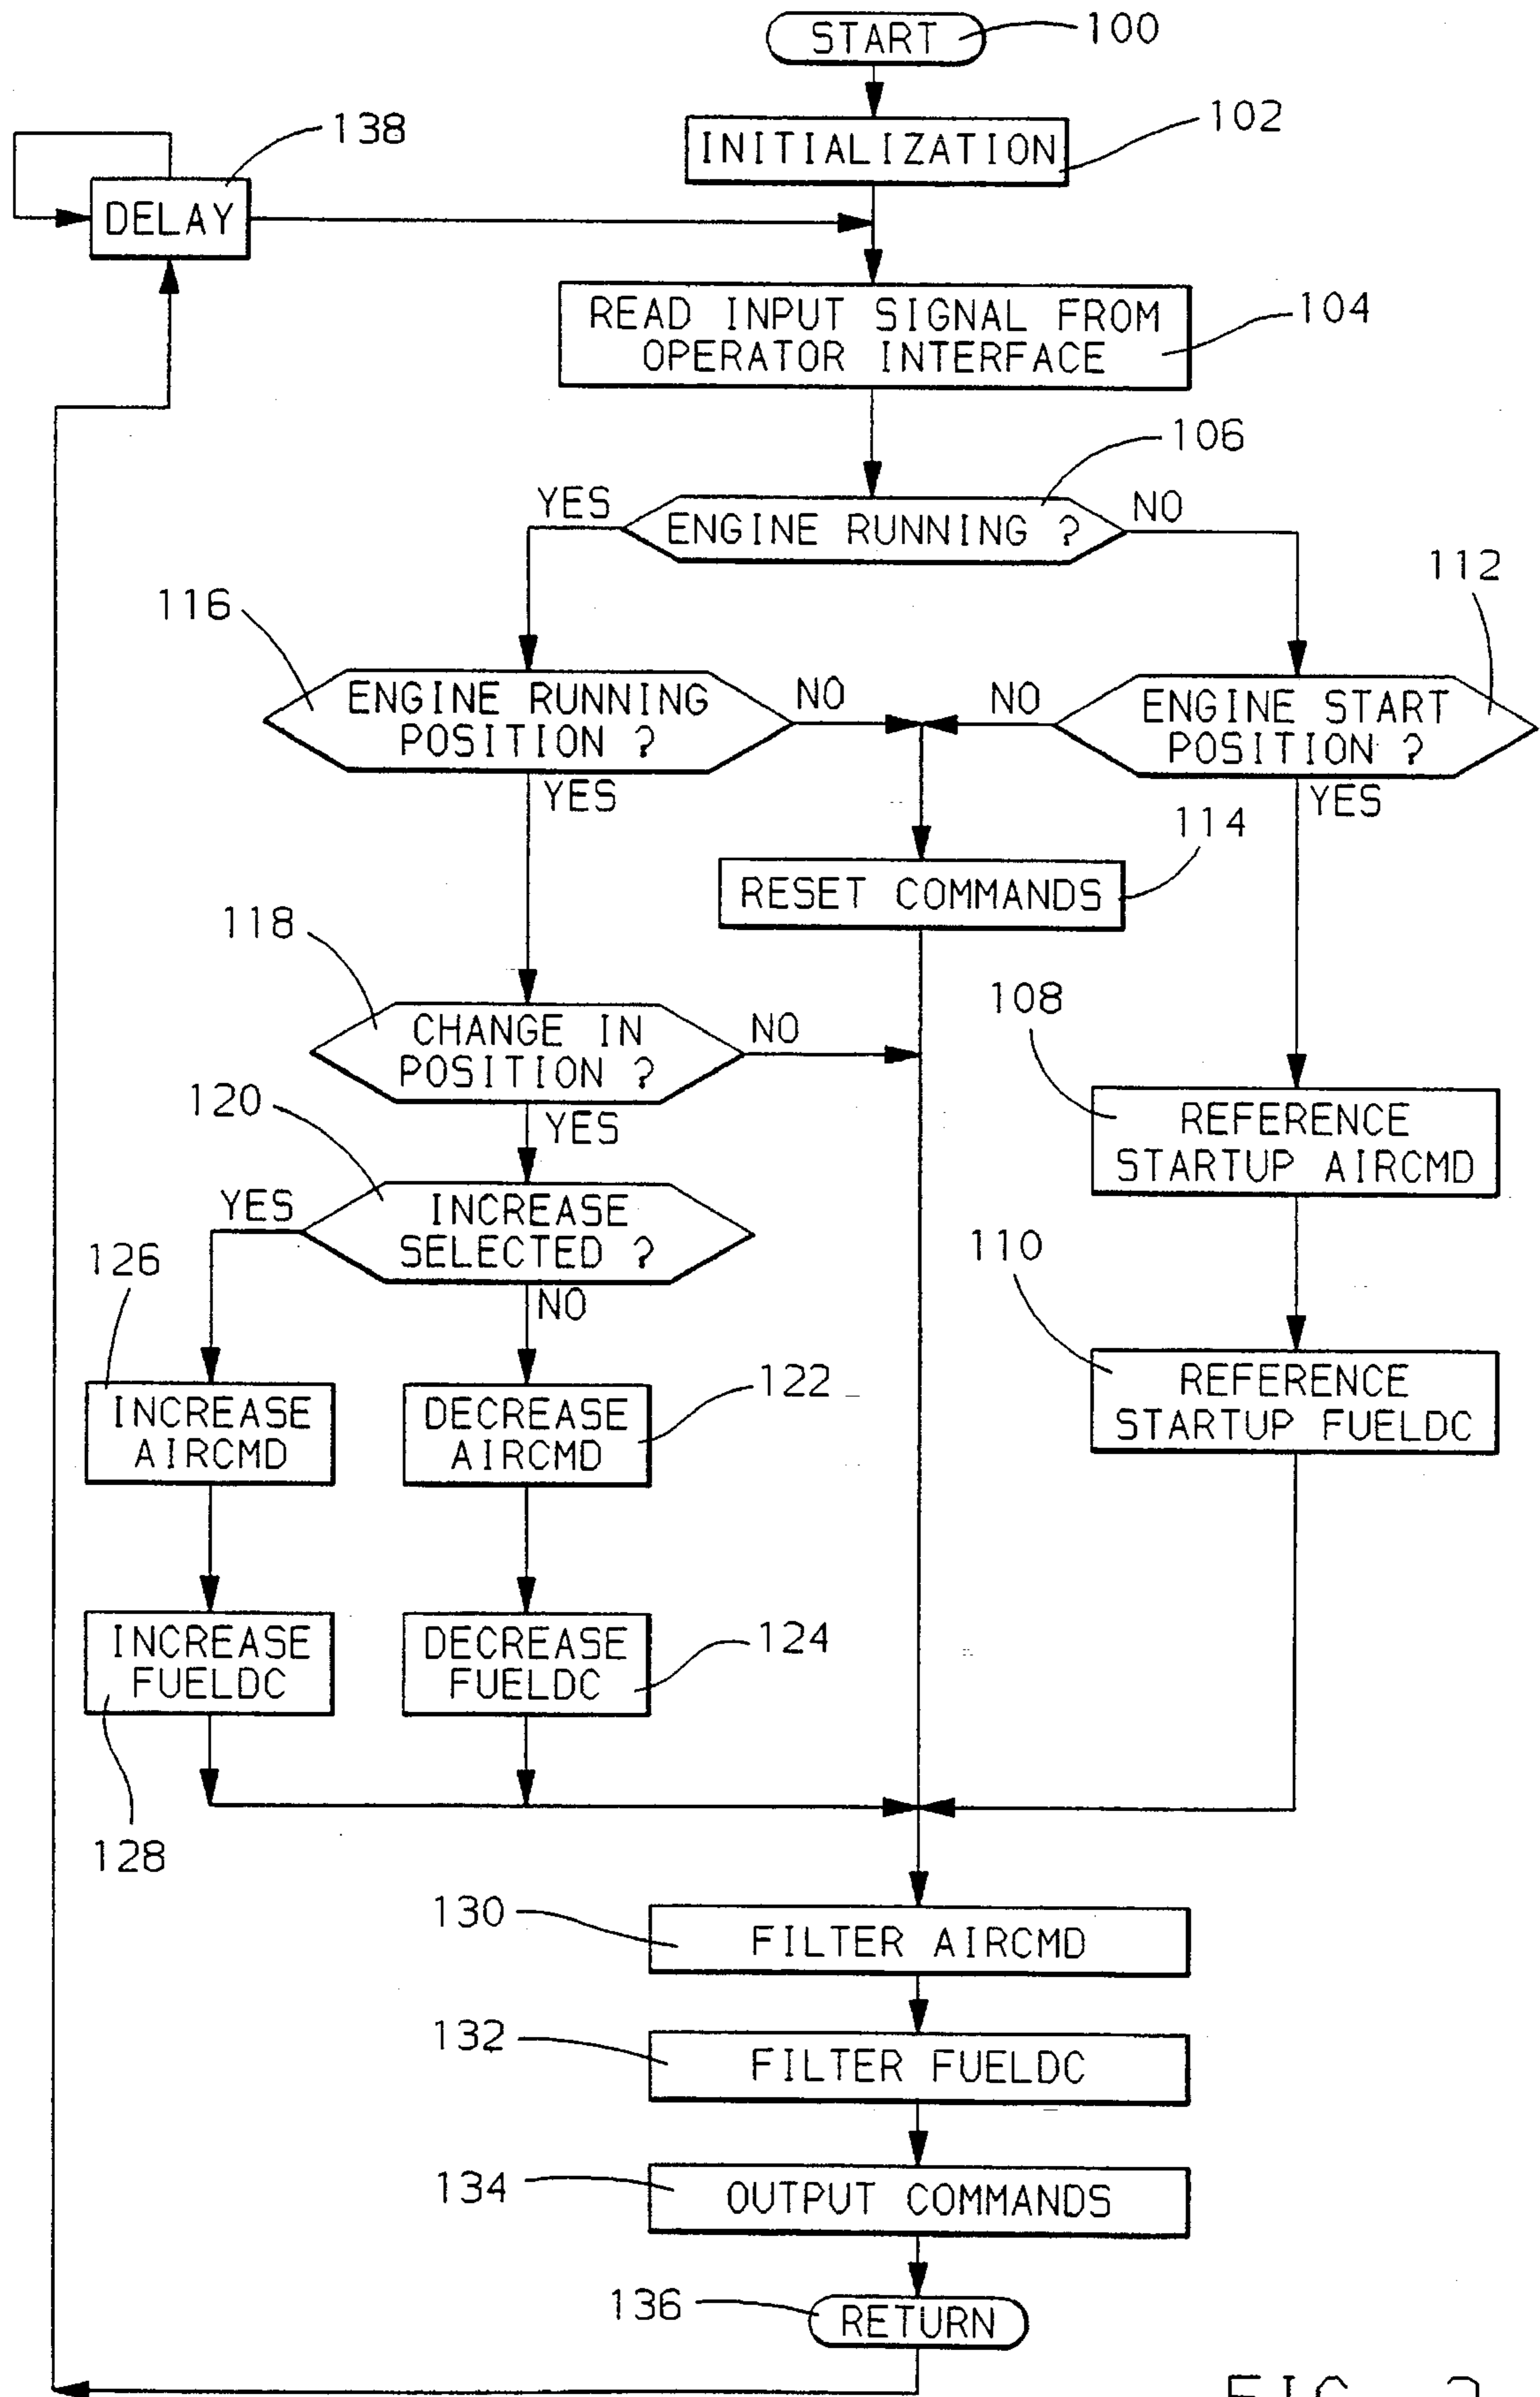 START
100
INITIALIZATION
102
138
DELAY
READ INPUT SIGNAL FROM
OPERATOR INTERFACE
104
106
YES
ENGINE RUNNING ?
NO
112
116
ENGINE RUNNING
POSITION ?
NO
NO
ENGINE START
POSITION ?
YES
YES
114
RESET COMMANDS
118
CHANGE IN
POSITION ?
NO
108
120
YES
REFERENCE
STARTUP AIRCMD
YES
INCREASE
SELECTED ?
110
126
NO
REFERENCE
STARTUP FUELDC
INCREASE
AIRCMD
DECREASE
AIRCMD
122
INCREASE
FUELDC
DECREASE
FUELDC
124
128
130
FILTER AIRCMD
132
FILTER FUELDC
134
OUTPUT COMMANDS
136
RETURN